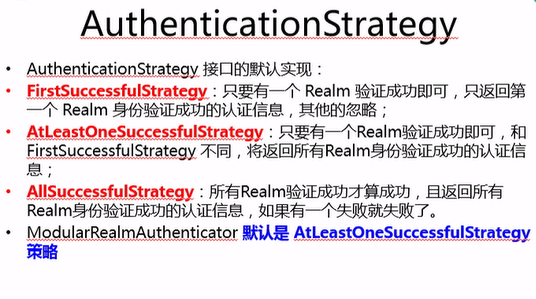 AuthenticationStrategy
• AuthenticationStrategy 接口的默认实现：
• FirstSuccessfulStrategy：只要有一个 Realm 验证成功即可，只返回第
一个 Realm 身份验证成功的认证信息，其他的忽略；
• AtLeastOneSuccessfulStrategy：只要有一个Realm验证成功即可，和
FirstSuccessfulStrategy 不同，将返回所有Realm身份验证成功的认证信
息；
• AllSuccessfulStrategy：所有Realm验证成功才算成功，且返回所有
Realm身份验证成功的认证信息，如果有一个失败就失败了。
• ModularRealmAuthenticator 默认是 AtLeastOneSuccessfulStrategy
策略